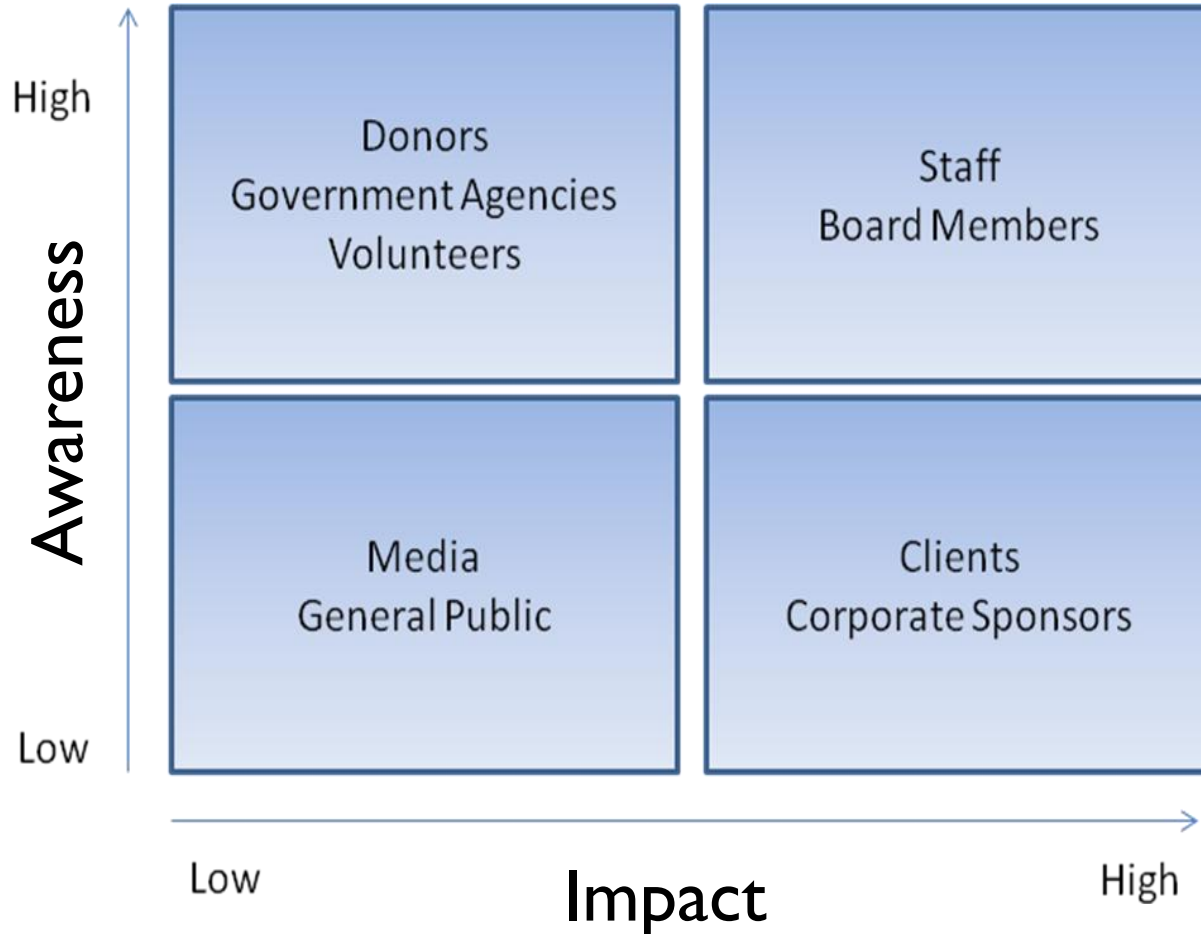 High
Donors
Government Agencies
Volunteers
Staff
Board Members
Awareness
Media
General Public
Clients
Corporate Sponsors
Low
Low
Impact
High